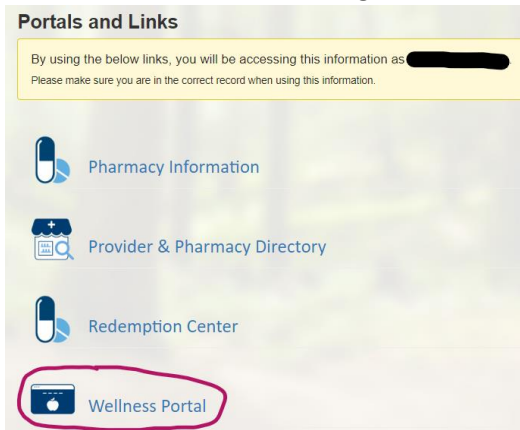 Portals and Links
By using the below links, you will be accessing this information as
Please make sure you are in the correct record when using this information.
Pharmacy Information
Provider & Pharmacy Directory
Redemption Center
Wellness Portal